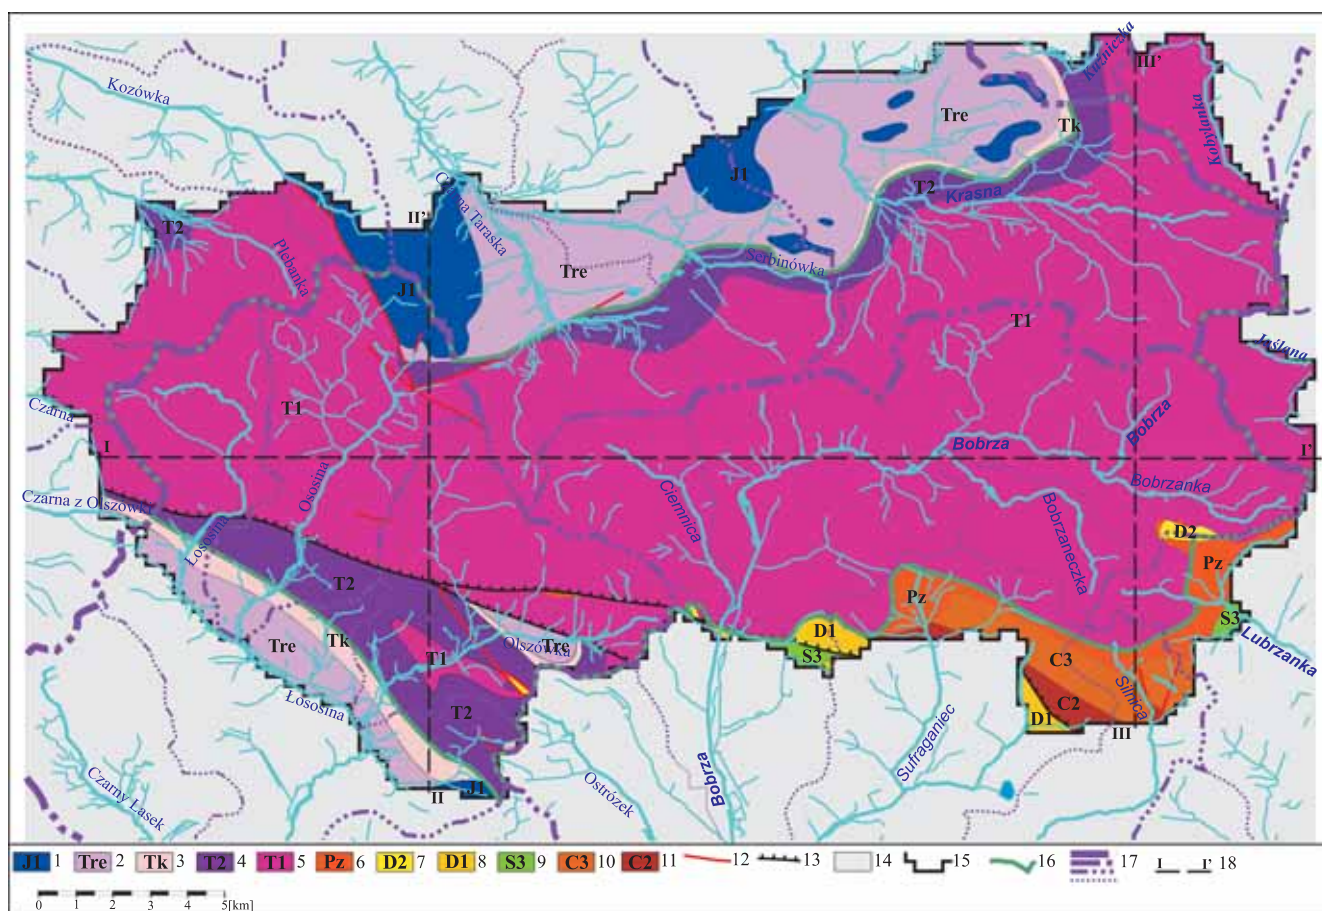 Kozówka
Kuźniczka
III'
Kobylanka
Tre
Tk
J1
T2
Krasna
Czarna Taraska
II'
T2
Plebanka
Serbinówka
Tre
J1
T1
T1
Jaślana
Czarna
Bobrza
I
Bobrza
I'
Czarna z Olszówki
Ciemnica
Bobrzanka
Ososina
Łososina
Bobrzaneczka
D2
T2
Pz
Pz
S3
Tk
D1
Tre
T1
Olszówka
Tre
S3
C3
Lubrzanka
Łososina
T2
C2
Silnica
D1
III
Sufraganiec
Bobrza
Ostrózek
Czarny Lasek
II
J1
J1 1 Tre 2 Tk 3 T2 4 T1 5 Pz 6 D2 7 D1 8 S3 9 C3 10 C2 11 12 13 14 15 16 17 I I' 18
0 1 2 3 4 5[km]